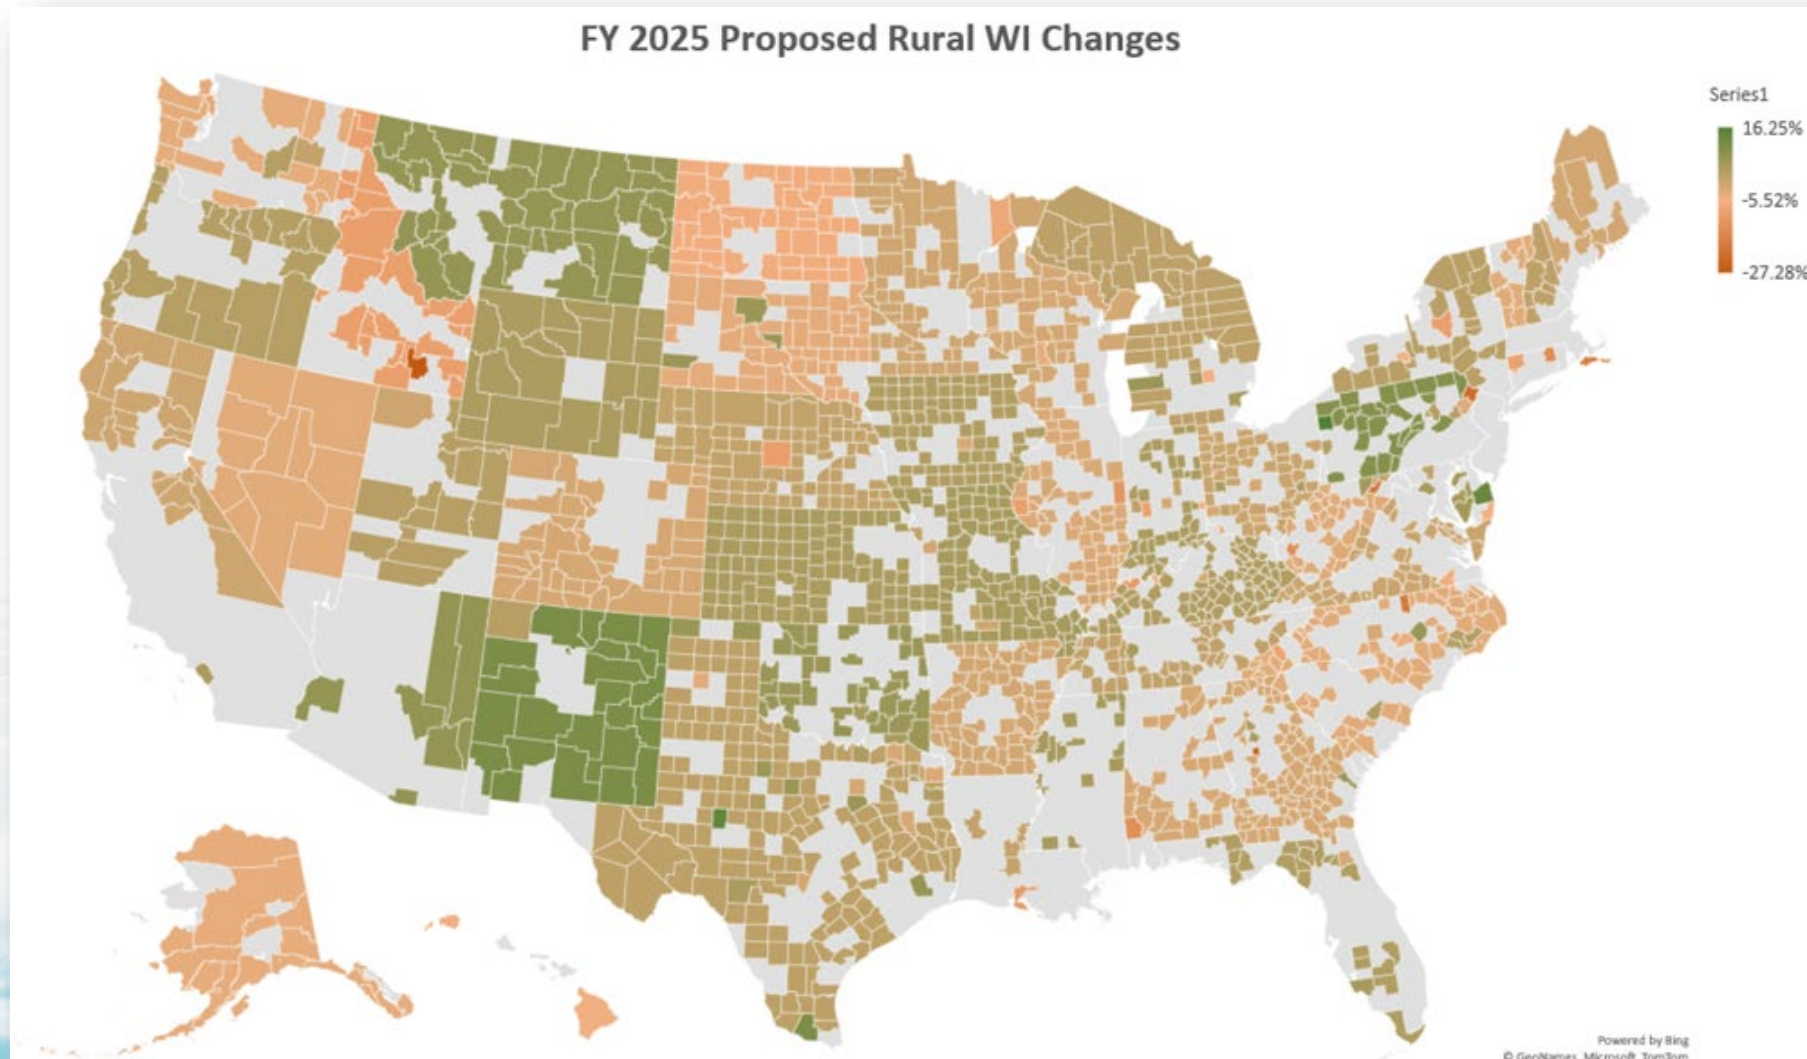 FY 2025 Proposed Rural WI Changes
Series1
16.25%
-5.52%
-27.28%
Powered by Bing
© GeoNames, Microsoft, TomTom